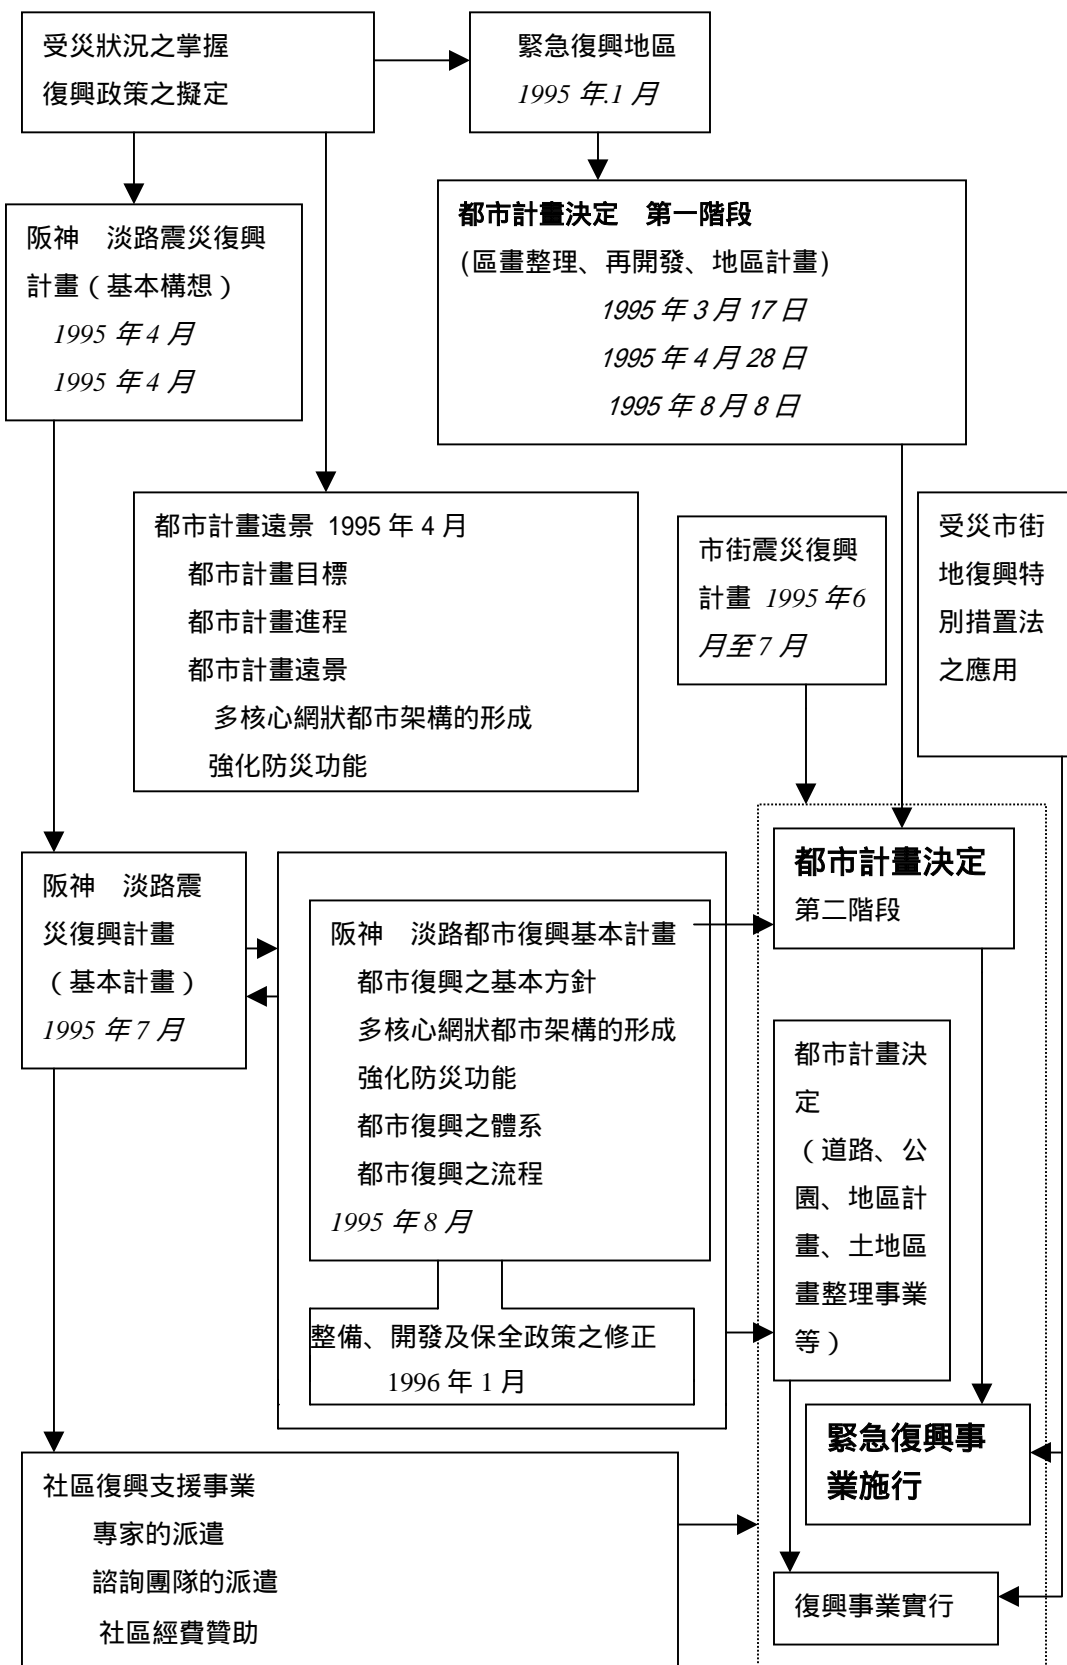 受災狀況之掌握
復興政策之擬定
緊急復興地區
1995 年.1 月
阪神　淡路震災復興
計畫（基本構想）
1995 年 4 月
1995 年 4 月
都市計畫決定　第一階段
(區畫整理、再開發、地區計畫)
1995 年 3 月 17 日
1995 年 4 月 28 日
1995 年 8 月 8 日
都市計畫遠景 1995 年 4 月
都市計畫目標
都市計畫進程
都市計畫遠景
多核心網狀都市架構的形成
強化防災功能
市街震災復興
計畫 1995 年6
月至 7 月
受災市街
地復興特
別措置法
之應用
阪神　淡路震
災復興計畫
（基本計畫）
1995 年 7 月
阪神　淡路都市復興基本計畫
都市復興之基本方針
多核心網狀都市架構的形成
強化防災功能
都市復興之體系
都市復興之流程
1995 年 8 月
整備、開發及保全政策之修正
1996 年 1 月
都市計畫決定
第二階段
都市計畫決
定
（道路、公
園、地區計
畫、土地區
畫整理事業
等）
緊急復興事
業施行
復興事業實行
社區復興支援事業
專家的派遣
諮詢團隊的派遣
社區經費贊助